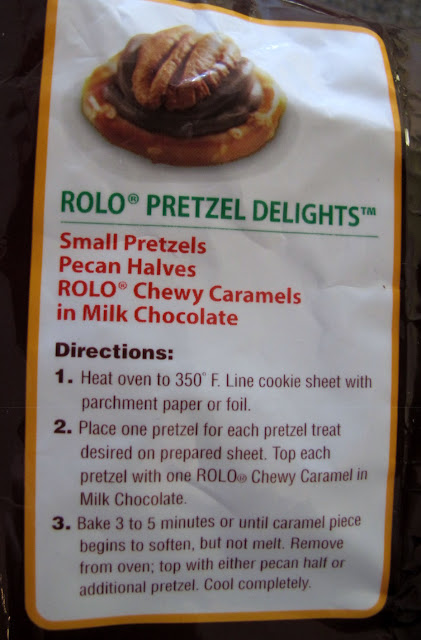 ROLO® PRETZEL DELIGHTS™
Small Pretzels
Pecan Halves
ROLO® Chewy Caramels
in Milk Chocolate
Directions:
1. Heat oven to 350° F. Line cookie sheet with
parchment paper or foil.
2. Place one pretzel for each pretzel treat
desired on prepared sheet. Top each
pretzel with one ROLO® Chewy Caramel in
Milk Chocolate.
3. Bake 3 to 5 minutes or until caramel piece
begins to soften, but not melt. Remove
from oven; top with either pecan half or
additional pretzel. Cool completely.